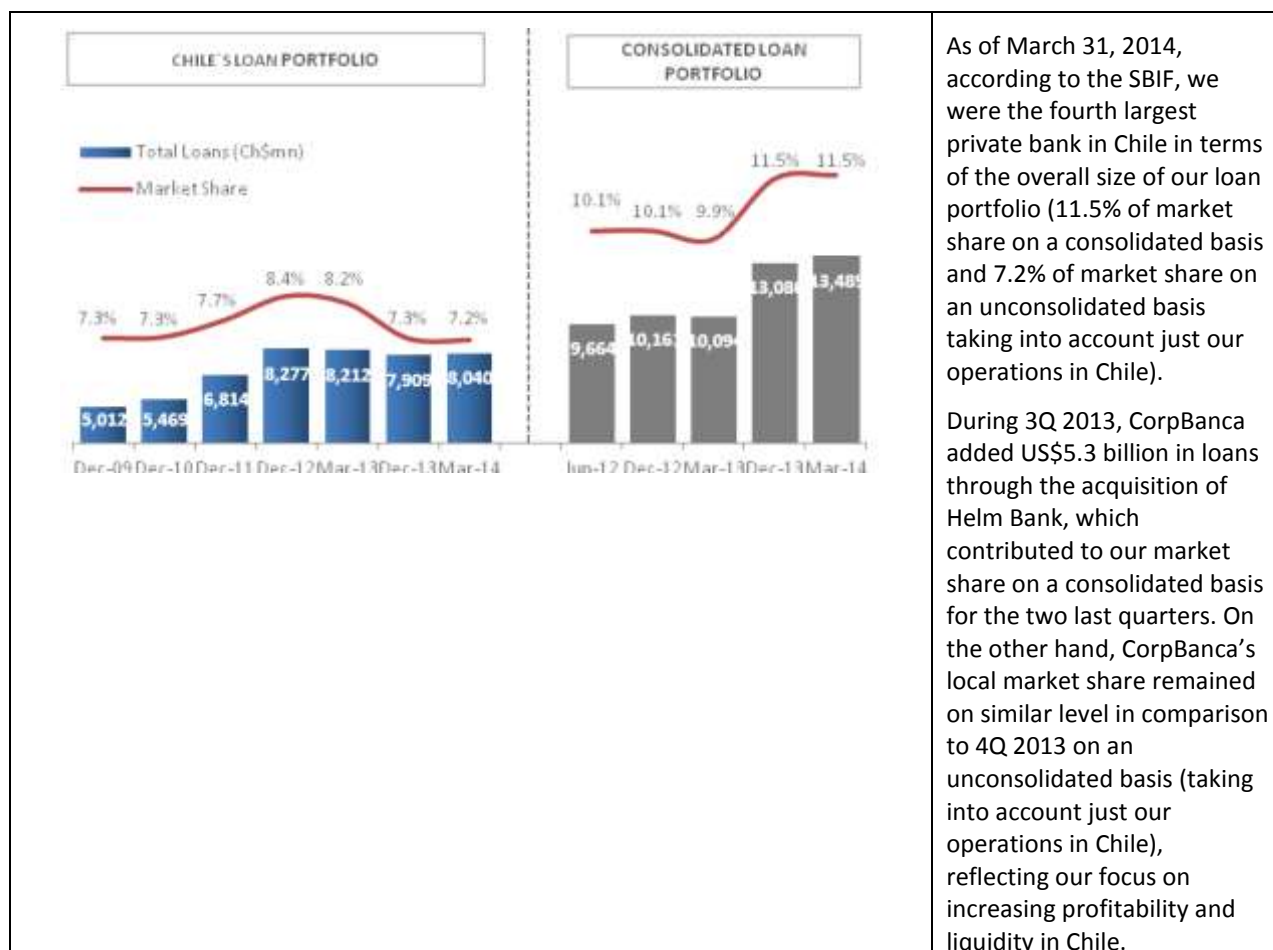 CHILE´S LOAN PORTFOLIO
Total Loans (Ch$mn)
Market Share
7.3% 7.3% 7.7% 8.4% 8.2% 7.3% 7.2%
5,012 5,469 6,814 8,277 8,212 7,909 8,040
Dec-09 Dec-10 Dec-11 Dec-12 Mar-13 Dec-13 Mar-14
CONSOLIDATED LOAN
PORTFOLIO
10.1% 10.1% 9.9% 11.5% 11.5%
9,664
Jun-12 Dec-12 Mar-13 Dec-13 Mar-14
As of March 31, 2014,
according to the SBIF, we
were the fourth largest
private bank in Chile in terms
of the overall size of our loan
portfolio (11.5% of market
share on a consolidated basis
and 7.2% of market share on
an unconsolidated basis
taking into account just our
operations in Chile).
During 3Q 2013, CorpBanca
added US$5.3 billion in loans
through the acquisition of
Helm Bank, which
contributed to our market
share on a consolidated basis
for the two last quarters. On
the other hand, CorpBanca’s
local market share remained
on similar level in comparison
to 4Q 2013 on an
unconsolidated basis (taking
into account just our
operations in Chile),
reflecting our focus on
increasing profitability and
liquidity in Chile.